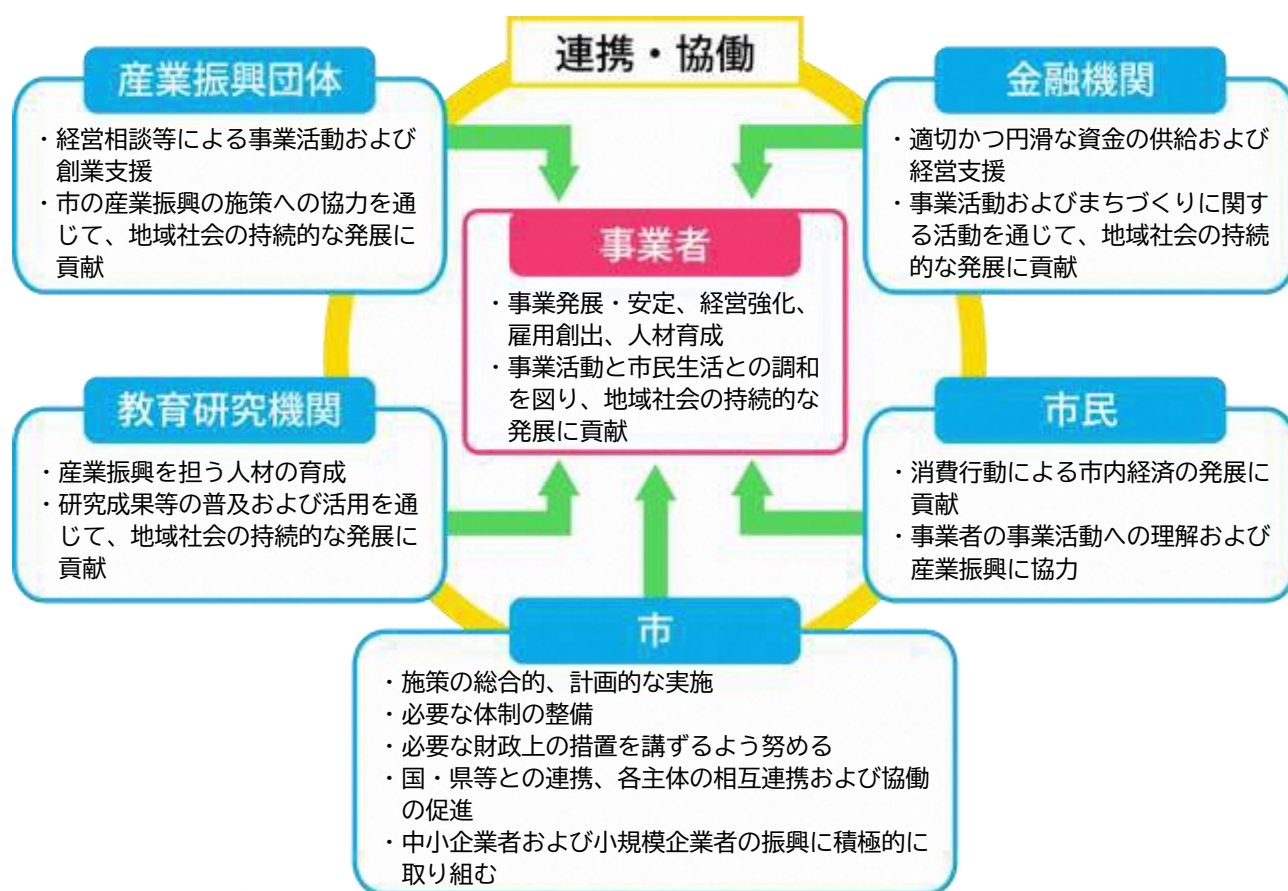 連携・協働
産業振興団体
・経営相談等による事業活動および
創業支援
・市の産業振興の施策への協力を通
じて、地域社会の持続的な発展に
貢献
金融機関
・適切かつ円滑な資金の供給および
経営支援
・事業活動およびまちづくりに関す
る活動を通じて、地域社会の持続
的な発展に貢献
事業者
・事業発展・安定、経営強化、
雇用創出、人材育成
・事業活動と市民生活との調和
を図り、地域社会の持続的な
発展に貢献
教育研究機関
・産業振興を担う人材の育成
・研究成果等の普及および活用を通
じて、地域社会の持続的な発展に
貢献
市民
・消費行動による市内経済の発展に
貢献
・事業者の事業活動への理解および
産業振興に協力
市
・施策の総合的、計画的な実施
・必要な体制の整備
・必要な財政上の措置を講ずるよう努める
・国・県等との連携、各主体の相互連携および協働
の促進
・中小企業者および小規模企業者の振興に積極的に
取り組む